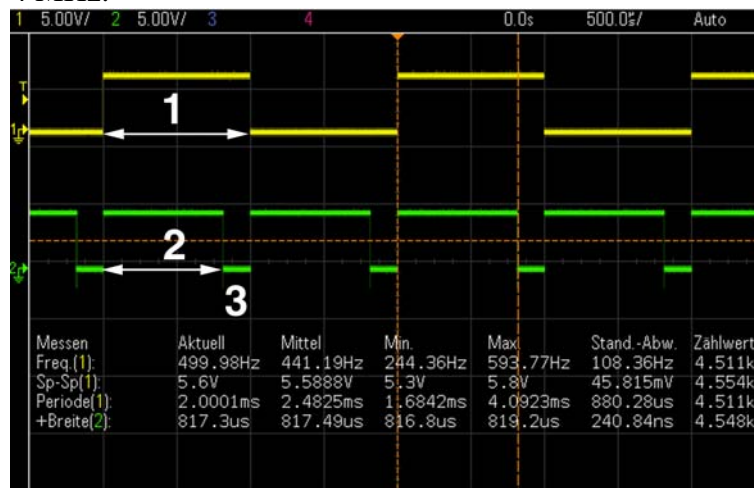 1 5.00V/ 2 5.00V/ 3 4 0.0s 500.0s/ Auto
T
1
1
2
2
3
Messen Aktuell Mittel Min. Max. Stand.-Abw. Zählwert
Freq.(1): 499.98Hz 441.19Hz 244.36Hz 593.77Hz 108.36Hz 4.511k
Sp-Sp(1): 5.6V 5.5888V 5.3V 5.8V 45.815mV 4.554k
Periode(1): 2.0001ms 2.4825ms 1.6842ms 4.0923ms 880.28us 4.511k
+Breite(2): 817.3us 817.49us 816.8us 819.2us 240.84ns 4.548k